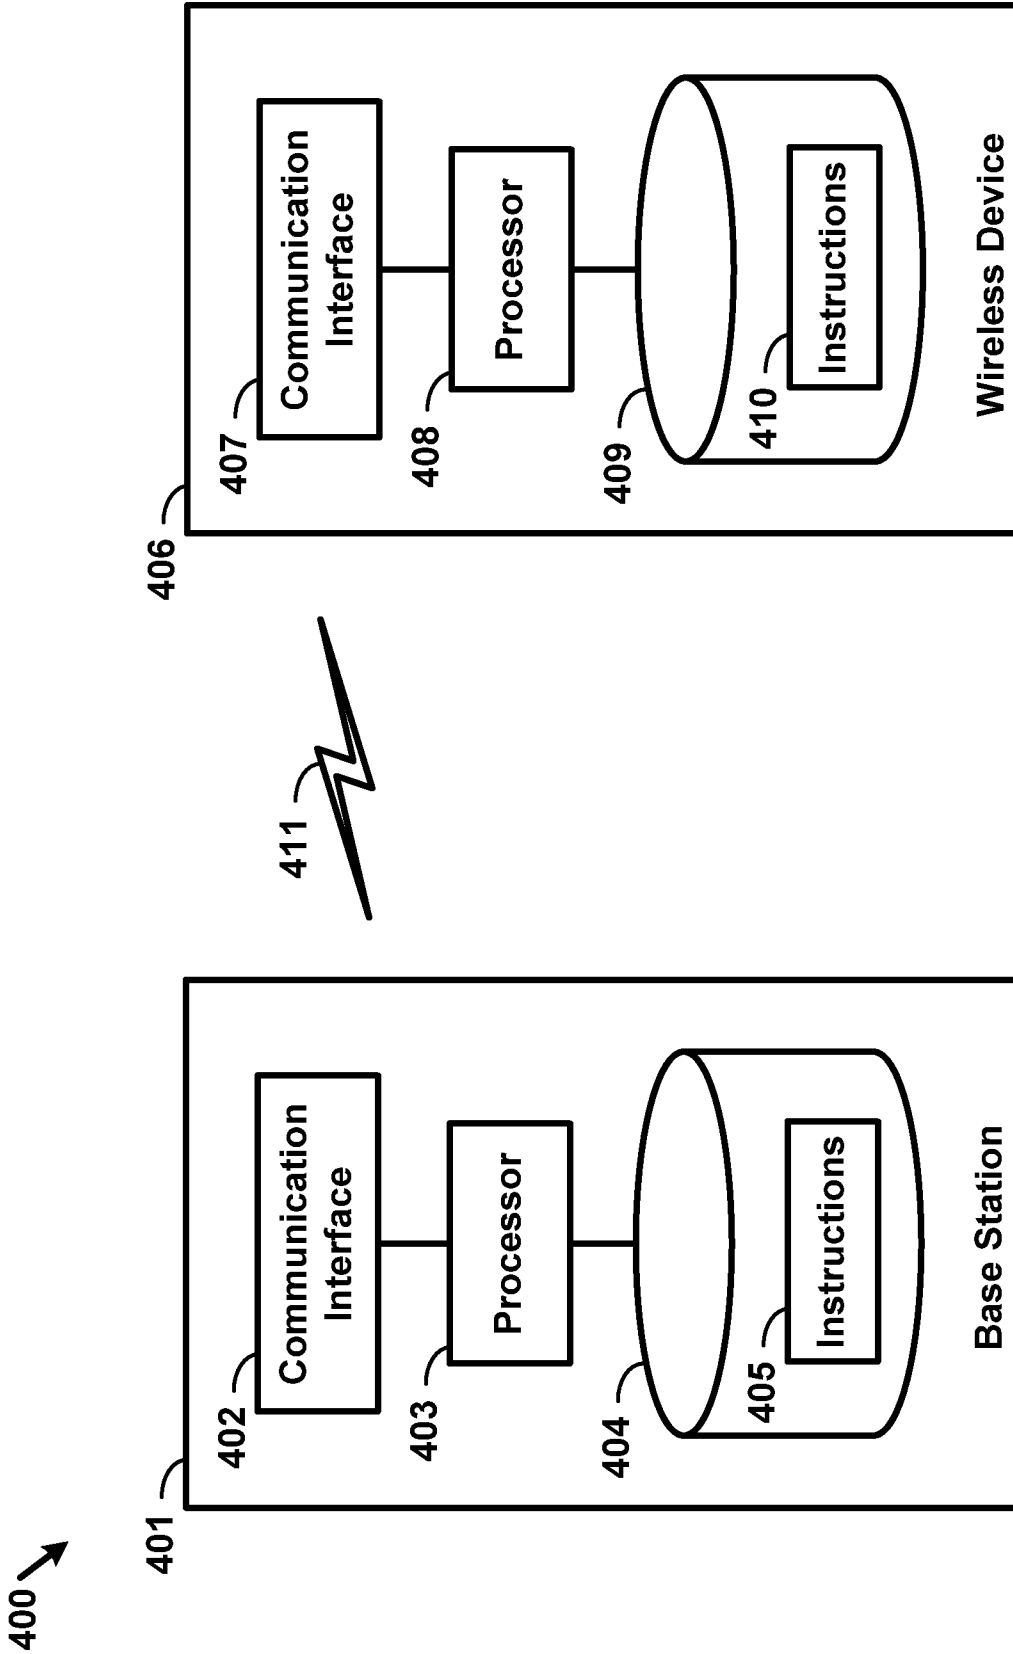 400
401
402
Communication
Interface
403
Processor
404
405
Instructions
Base Station
411
406
407
Communication
Interface
408
Processor
409
410
Instructions
Wireless Device